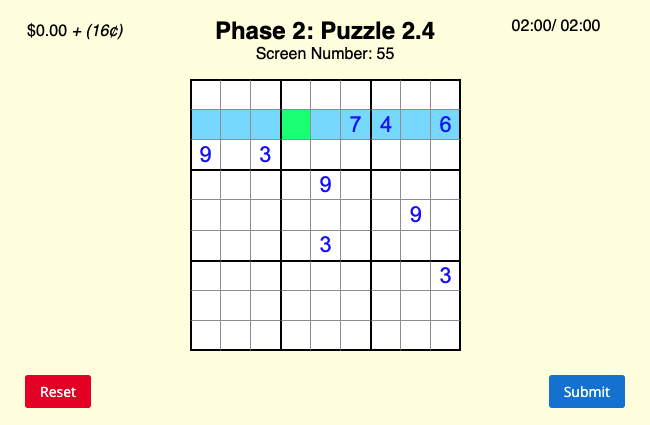 $0.00 + (16¢)
Phase 2: Puzzle 2.4
02:00/ 02:00
Screen Number: 55
7 4 6
9 3
9
9
3
3
Reset
Submit